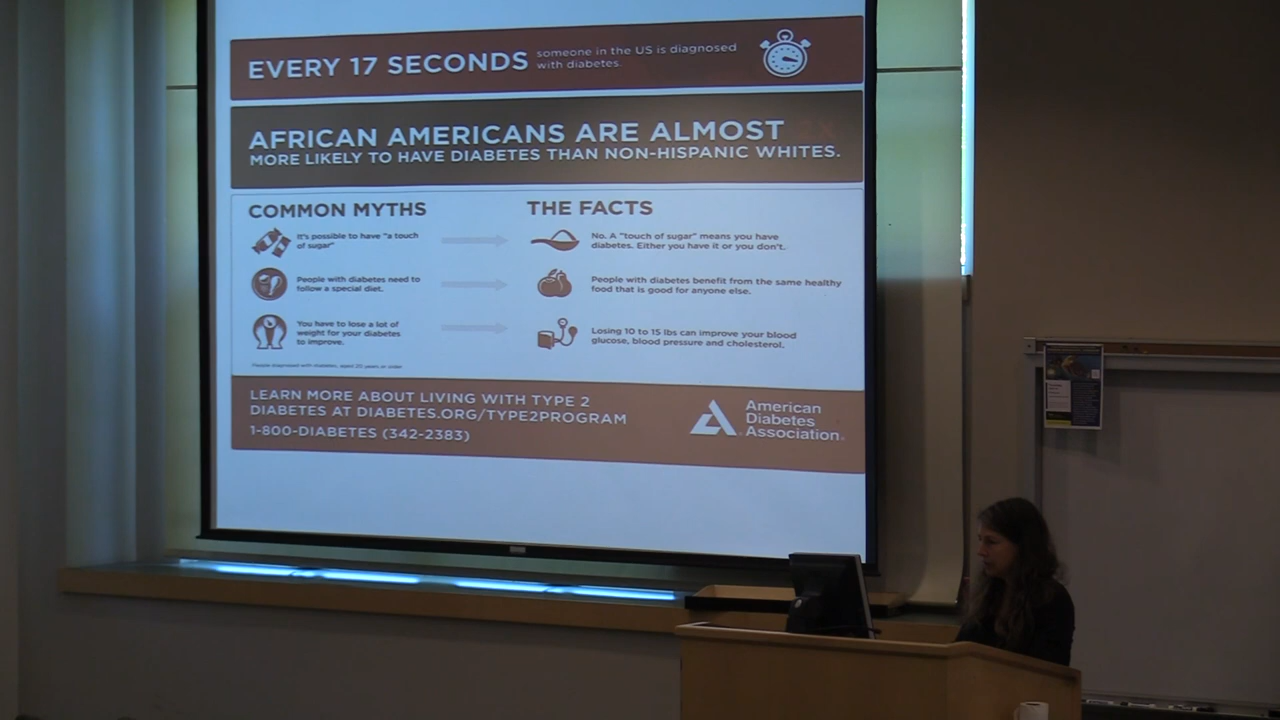 EVERY 17 SECONDS someone in the US is diagnosed
with diabetes.
AFRICAN AMERICANS ARE ALMOST
MORE LIKELY TO HAVE DIABETES THAN NON-HISPANIC WHITES.
COMMON MYTHS
THE FACTS
It's possible to have "a touch
of sugar"
No. A "touch of sugar" means you have
diabetes. Either you have it or you don't.
People with diabetes need to
follow a special diet.
People with diabetes benefit from the same healthy
food that is good for anyone else.
You have to lose a lot of
weight for your diabetes
to improve.
Losing 10 to 15 lbs can improve your blood
glucose, blood pressure and cholesterol.
People diagnosed with diabetes, aged 20 years or older
LEARN MORE ABOUT LIVING WITH TYPE 2
DIABETES AT DIABETES.ORG/TYPE2PROGRAM
1-800-DIABETES (342-2383)
American
Diabetes
Association.